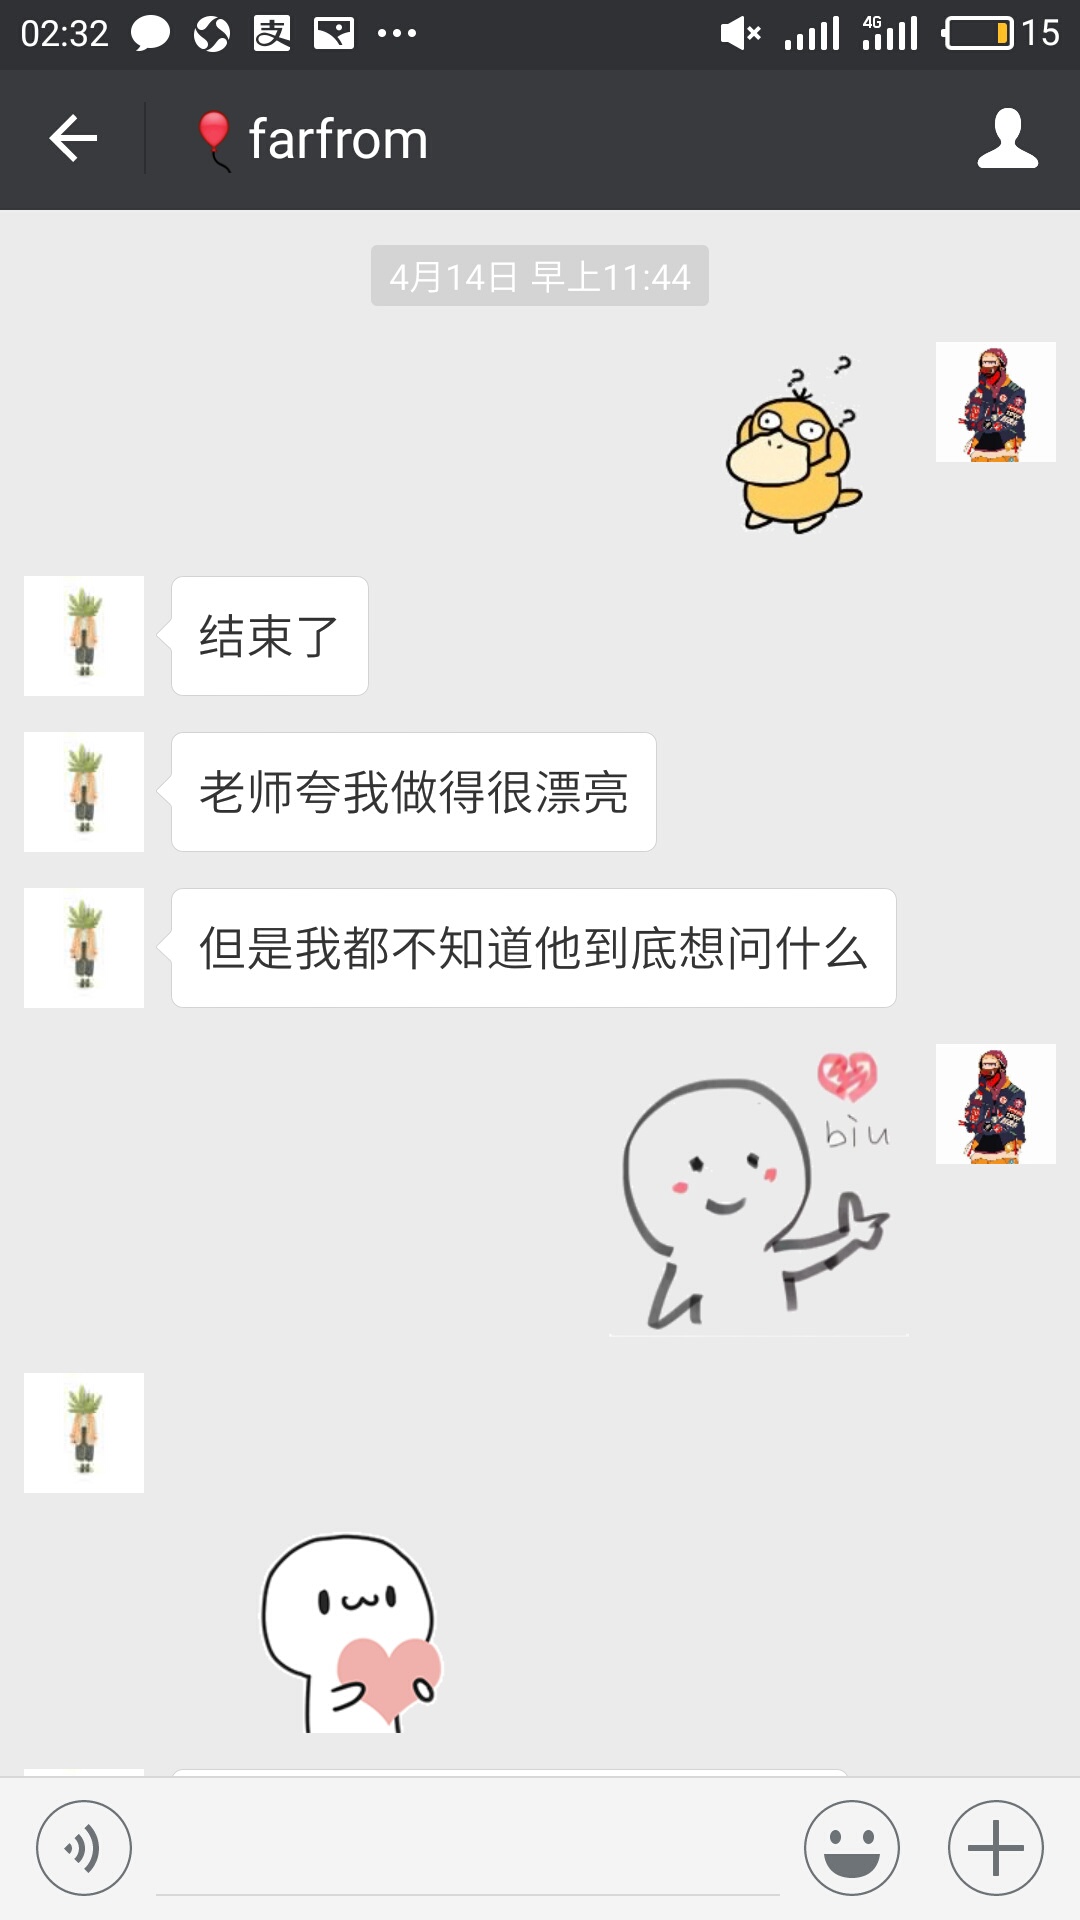 02:32 支 4G 15
farfrom
4月14日 早上11:44
? ? ?
结束了
老师夸我做得很漂亮
但是我都不知道他到底想问什么
biu